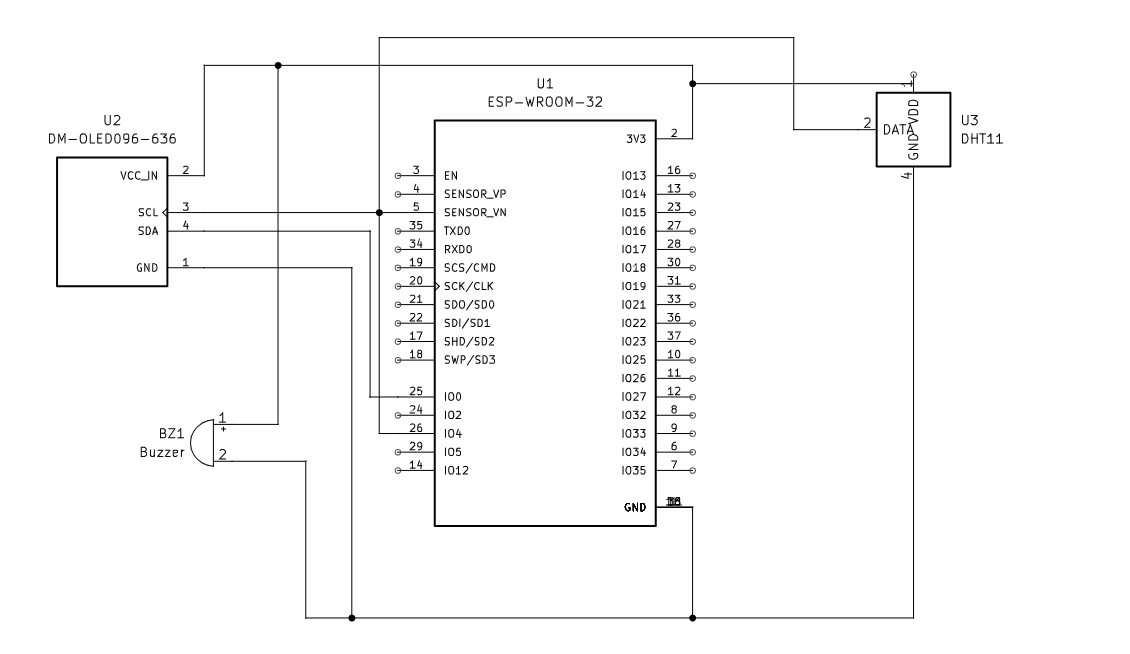 U1
ESP-WROOM-32
U2
DM-OLED096-636
VCC_IN 2
SCL 3
SDA 4
GND 1
3V3 2
3 EN
4 SENSOR_VP
5 SENSOR_VN
35 TXD0
34 RXD0
19 SCS/CMD
20 SCK/CLK
21 SDO/SD0
22 SDI/SD1
17 SHD/SD2
18 SWP/SD3
25 IO0
24 IO2
26 IO4
29 IO5
14 IO12
IO13 16
IO14 13
IO15 23
IO16 27
IO17 28
IO18 30
IO19 31
IO21 33
IO22 36
IO23 37
IO25 10
IO26 11
IO27 12
IO32 8
IO33 9
IO34 6
IO35 7
GND
U3
DHT11
1
VDD
2 DATA
GND
4
BZ1
Buzzer
1
+
2